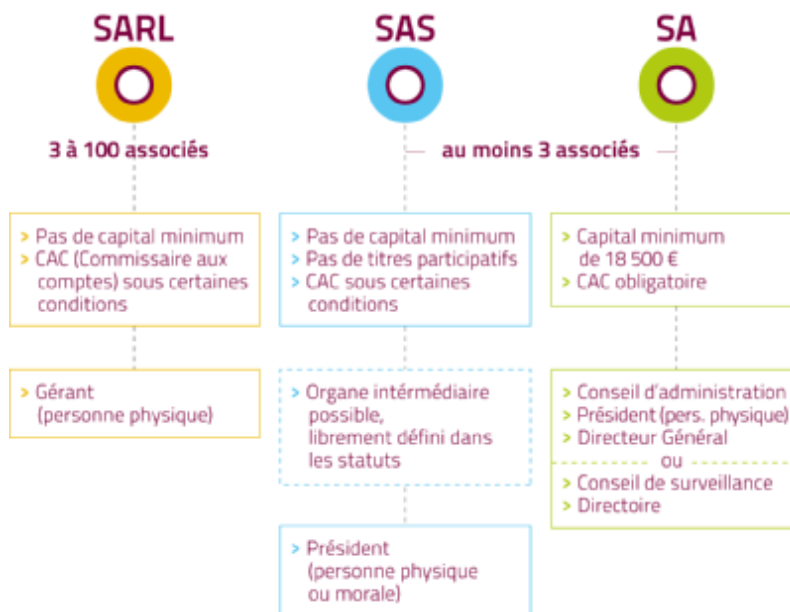 SARL
SAS
SA
3 à 100 associés
au moins 3 associés
> Pas de capital minimum
> CAC (Commissaire aux
comptes) sous certaines
conditions
> Pas de capital minimum
> Pas de titres participatifs
> CAC sous certaines
conditions
> Capital minimum
de 18 500 €
> CAC obligatoire
> Gérant
(personne physique)
> Organe intérmédiaire
possible,
librement défini dans
les statuts
> Conseil d'administration
> Président (pers. physique)
> Directeur Général
ou
> Conseil de surveillance
> Directoire
> Président
(personne physique
ou morale)